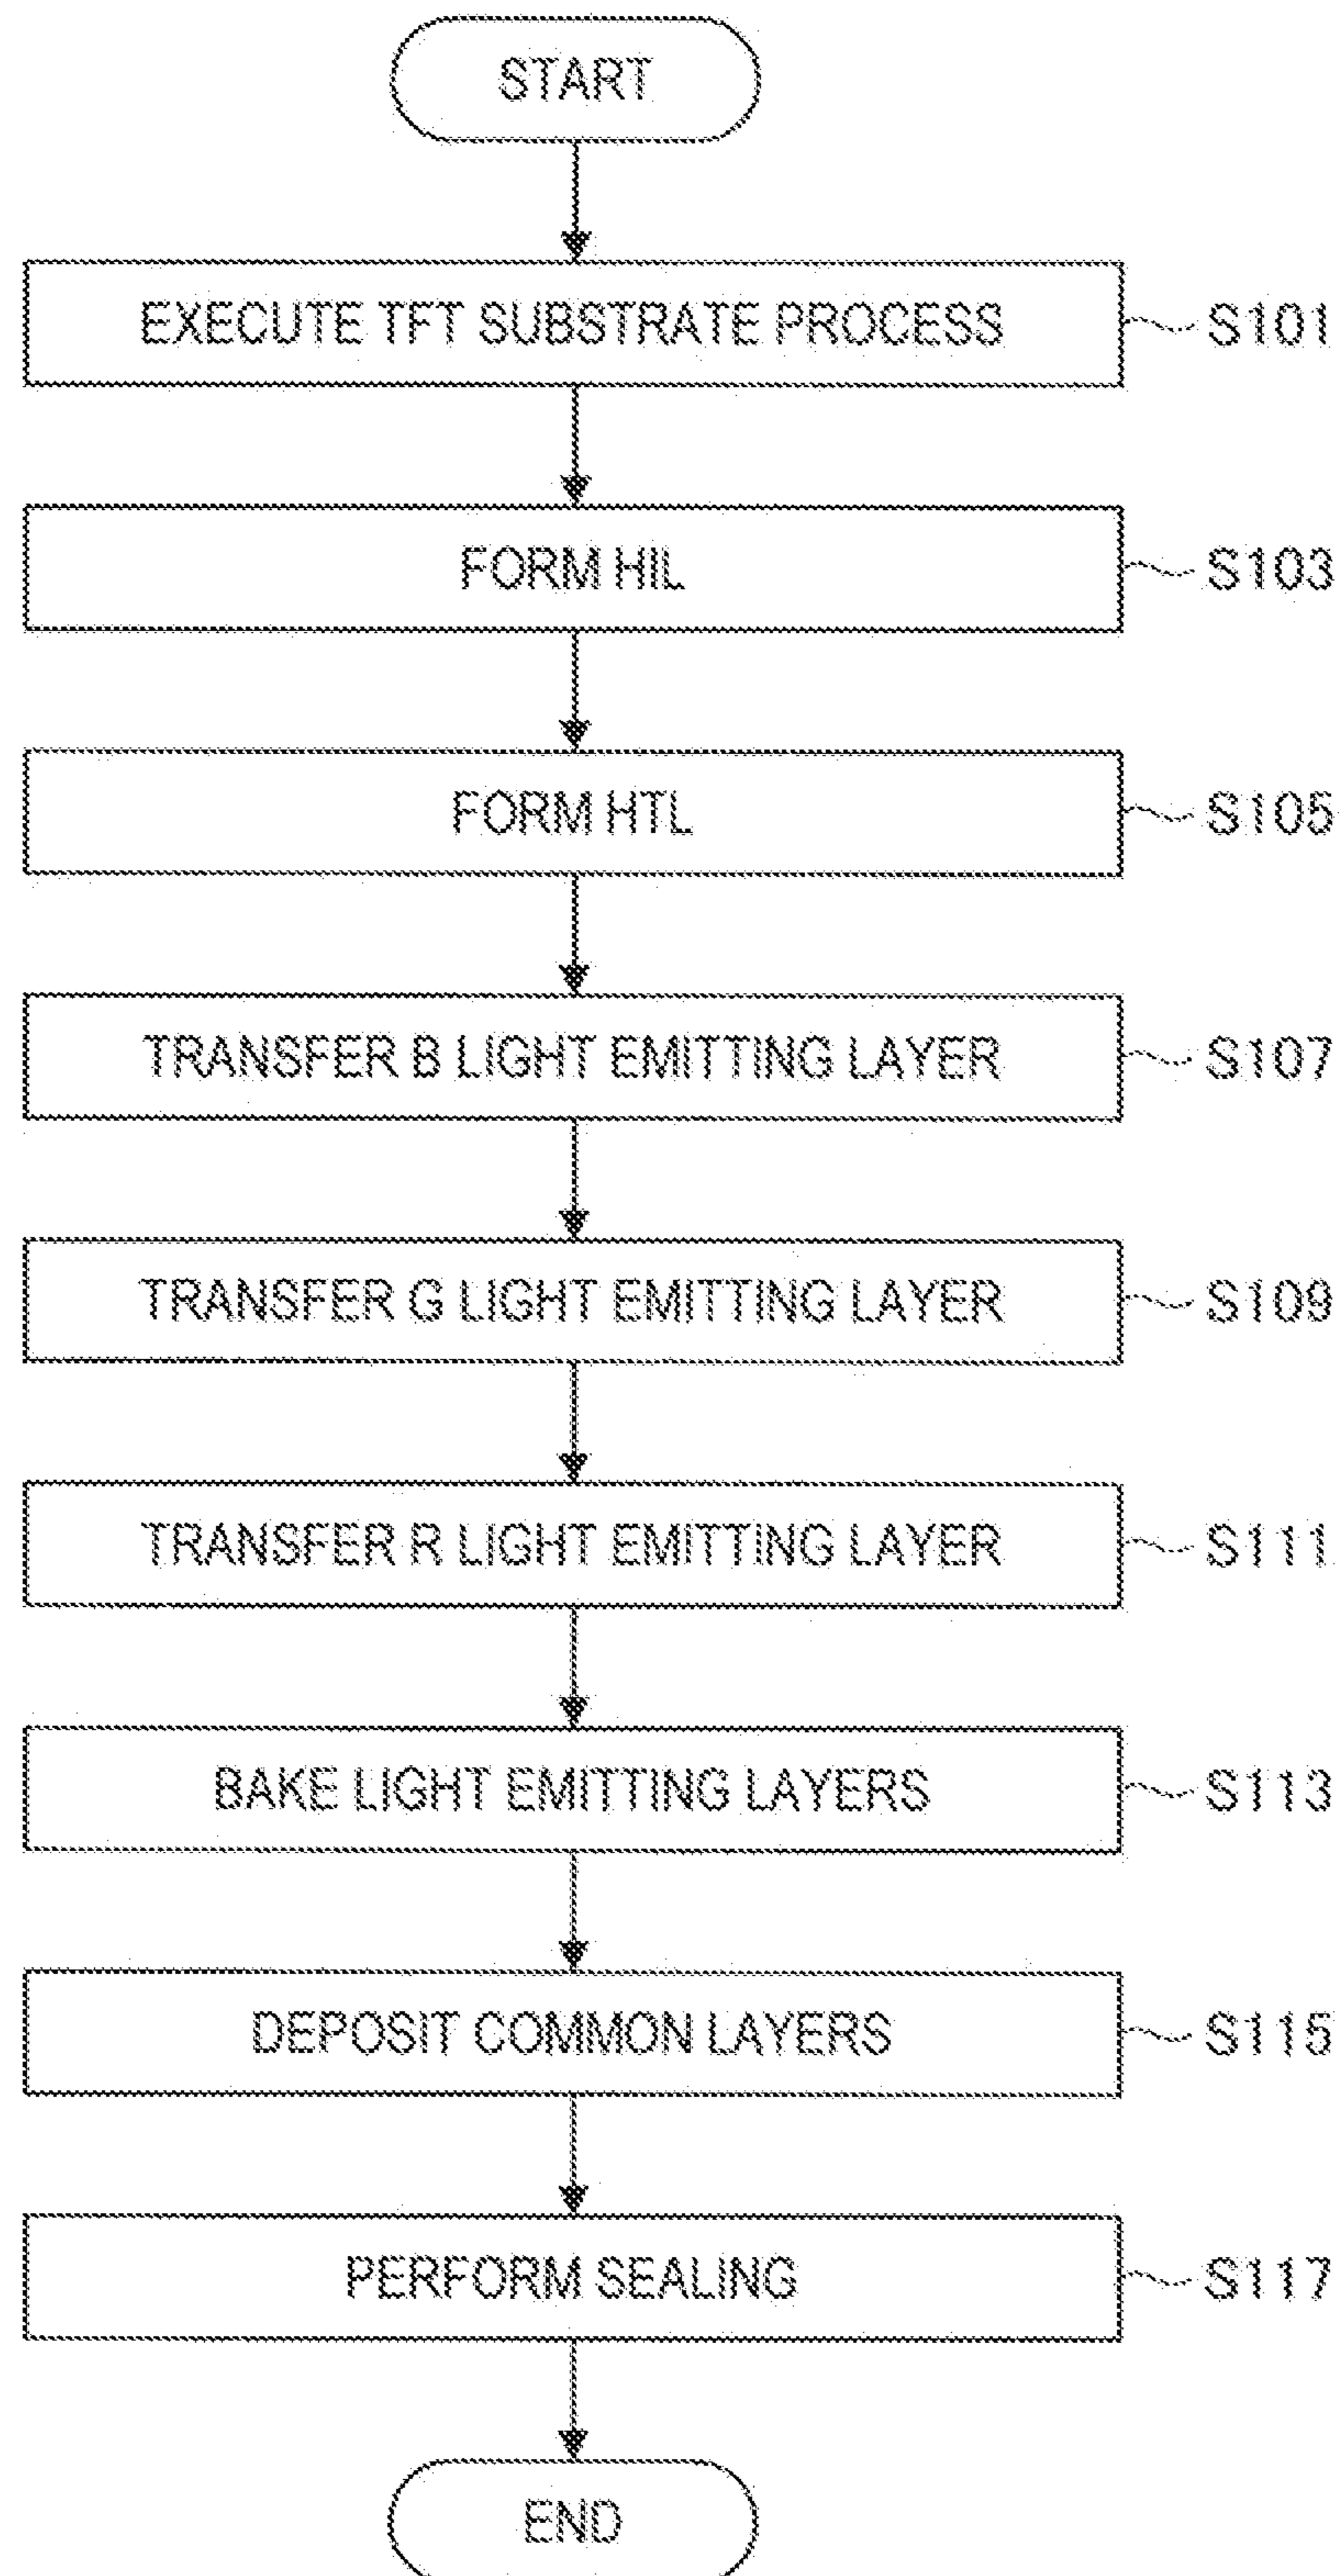 START
EXECUTE TFT SUBSTRATE PROCESS S101
FORM HIL S103
FORM HTL S105
TRANSFER B LIGHT EMITTING LAYER S107
TRANSFER G LIGHT EMITTING LAYER S109
TRANSFER R LIGHT EMITTING LAYER S111
BAKE LIGHT EMITTING LAYERS S113
DEPOSIT COMMON LAYERS S115
PERFORM SEALING S117
END